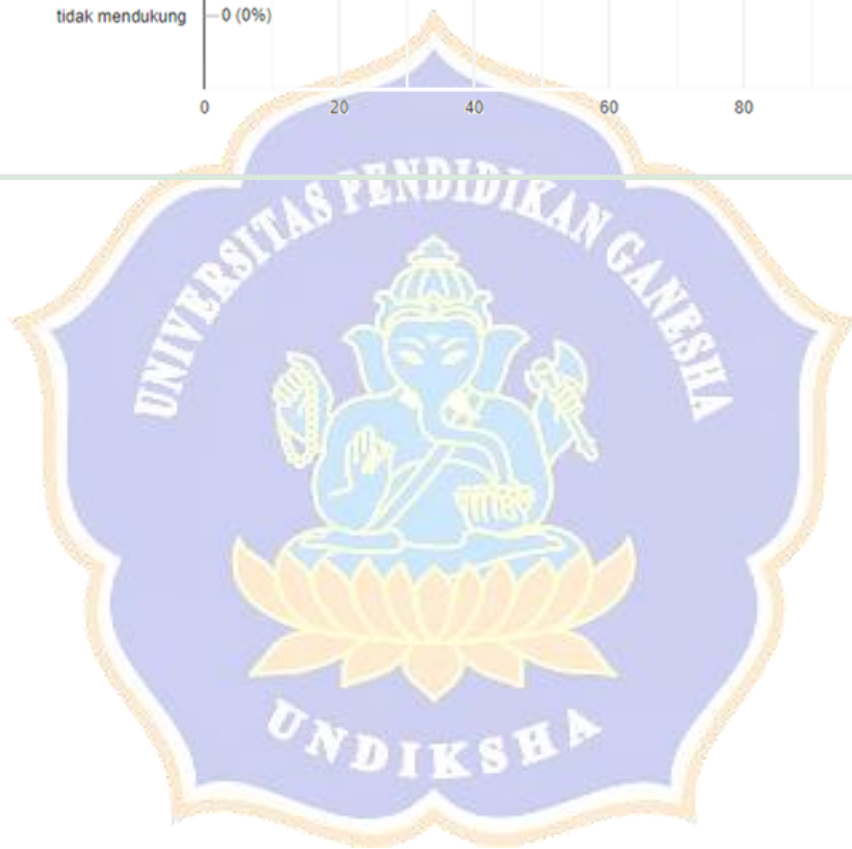 tidak mendukung 0 (0%)
0 20 40 60 80
UNIVERSITAS PENDIDIKAN GANESHA
UNDIKSHA